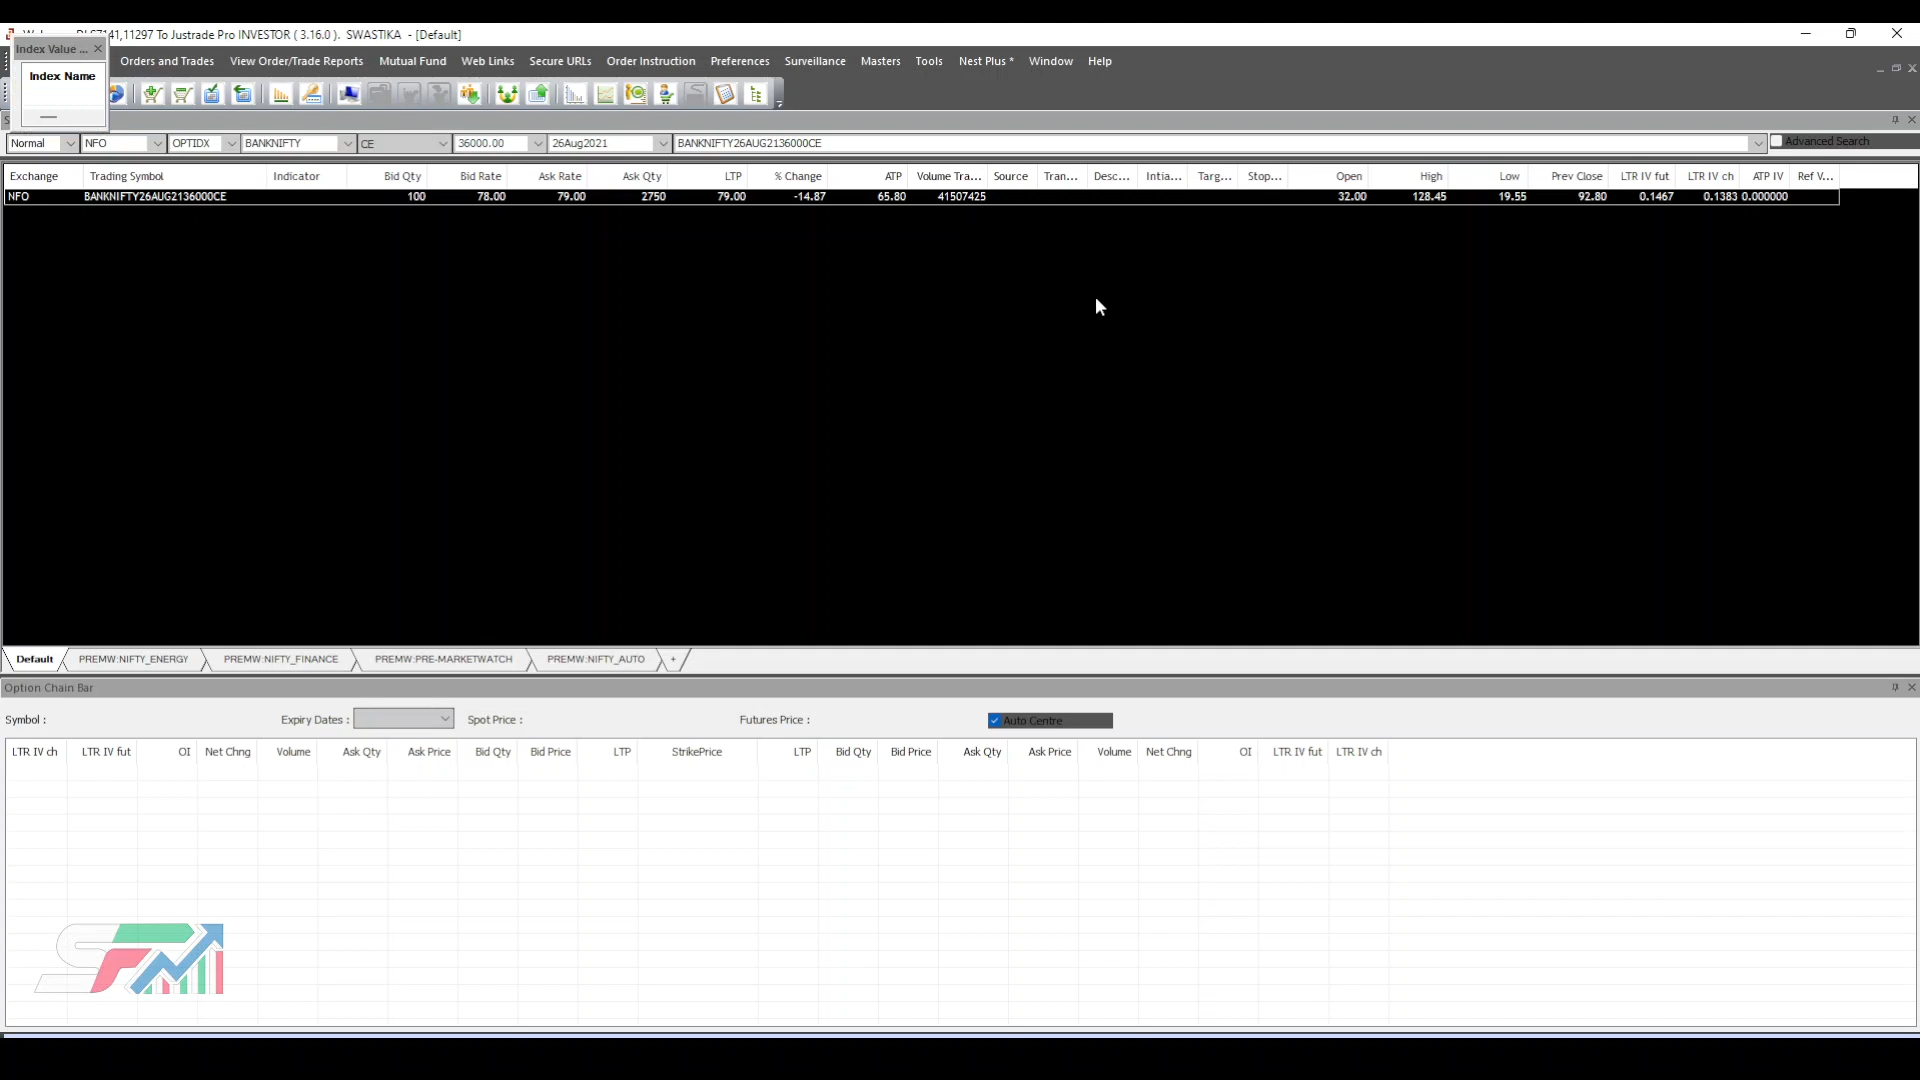 41,11297 To Justrade Pro INVESTOR ( 3.16.0 ). SWASTIKA - [Default]
Index Value ...
Index Name
Orders and Trades View Order/Trade Reports Mutual Fund Web Links Secure URLs Order Instruction Preferences Surveillance Masters Tools Nest Plus * Window Help
Normal NFO OPTIDX BANKNIFTY CE 36000.00 26Aug2021 BANKNIFTY26AUG2136000CE Advanced Search
Exchange Trading Symbol Indicator Bid Qty Bid Rate Ask Rate Ask Qty LTP % Change ATP Volume Tra... Source Tran... Desc... Intia... Targ... Stop... Open High Low Prev Close LTR IV fut LTR IV ch ATP IV Ref V...
NFO BANKNIFTY26AUG2136000CE 100 78.00 79.00 2750 79.00 -14.87 65.80 41507425 32.00 128.45 19.55 92.80 0.1467 0.1383 0.000000
Default PREMW:NIFTY_ENERGY PREMW:NIFTY_FINANCE PREMW:PRE-MARKETWATCH PREMW:NIFTY_AUTO +
Option Chain Bar
Symbol : Expiry Dates : Spot Price : Futures Price : Auto Centre
LTR IV ch LTR IV fut OI Net Chng Volume Ask Qty Ask Price Bid Qty Bid Price LTP StrikePrice LTP Bid Qty Bid Price Ask Qty Ask Price Volume Net Chng OI LTR IV fut LTR IV ch
SFM